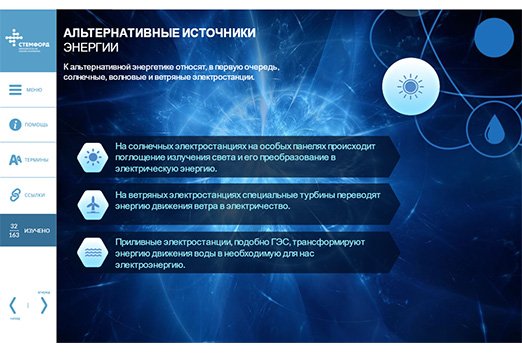 СТЕМФОРД
АЛЬТЕРНАТИВНЫЕ ИСТОЧНИКИ
ЭНЕРГИИ
К альтернативной энергетике относят, в первую очередь,
солнечные, волновые и ветряные электростанции.
МЕНЮ
ПОМОЩЬ
ТЕРМИНЫ
ССЫЛКИ
32
163
ИЗУЧЕНО
На солнечных электростанциях на особых панелях происходит
поглощение излучения света и его преобразование в
электрическую энергию.
На ветряных электростанциях специальные турбины переводят
энергию движения ветра в электричество.
Приливные электростанции, подобно ГЭС, трансформируют
энергию движения воды в необходимую для нас
электроэнергию.
ВПЕРЕД
НАЗАД